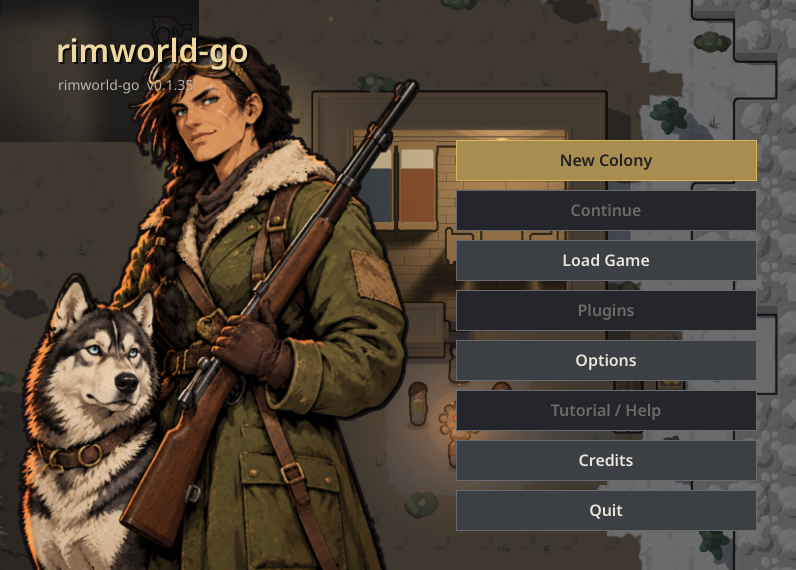 rimworld-go
rimworld-go v0.1.35
New Colony
Continue
Load Game
Plugins
Options
Tutorial / Help
Credits
Quit